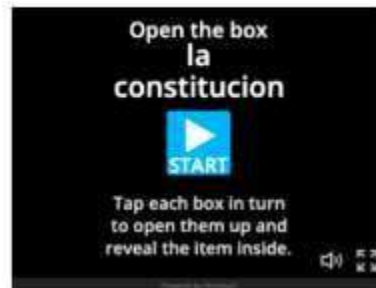 Open the box
la
constitucion
START
Tap each box in turn
to open them up and
reveal the item inside.